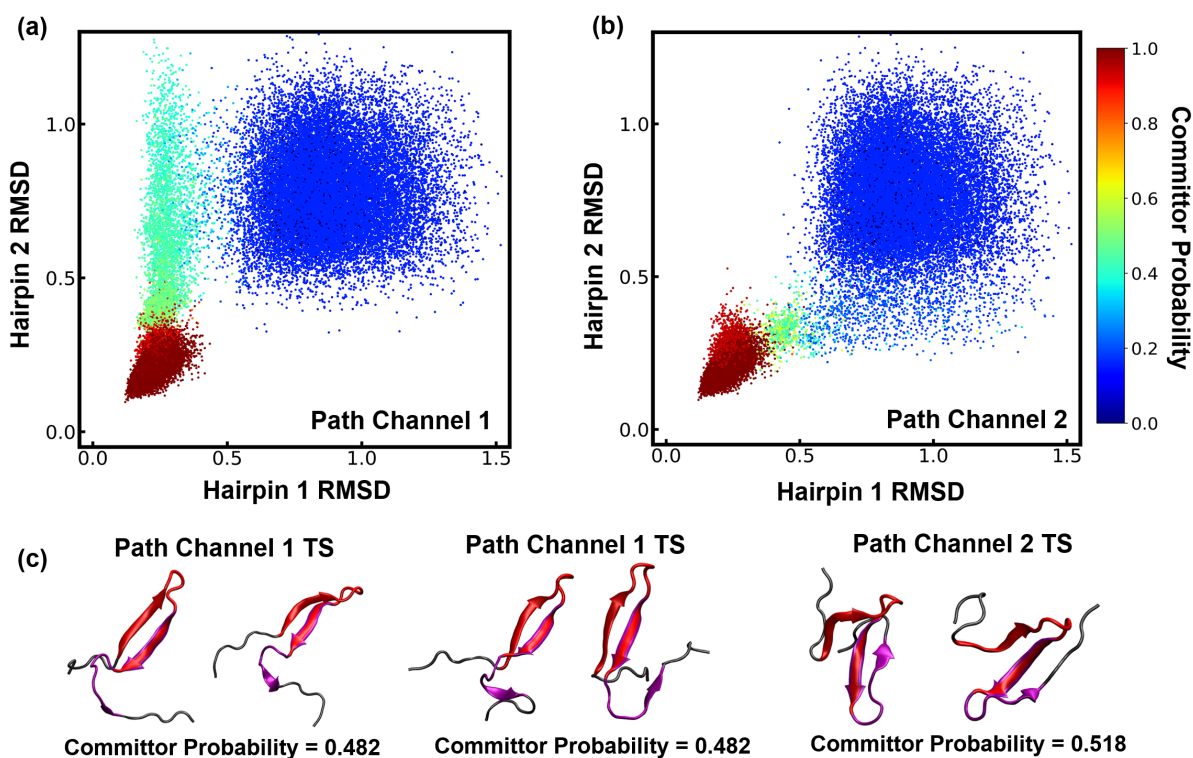 (a)
(b)
1.0
0.5
0.0
Hairpin 2 RMSD
0.0
0.5
1.0
1.5
Hairpin 1 RMSD
Path Channel 1
1.0
0.5
0.0
Hairpin 2 RMSD
0.0
0.5
1.0
1.5
Hairpin 1 RMSD
Path Channel 2
1.0
0.8
0.6
0.4
0.2
0.0
Committor Probability
(c)
Path Channel 1 TS
Path Channel 1 TS
Path Channel 2 TS
Committor Probability = 0.482
Committor Probability = 0.482
Committor Probability = 0.518